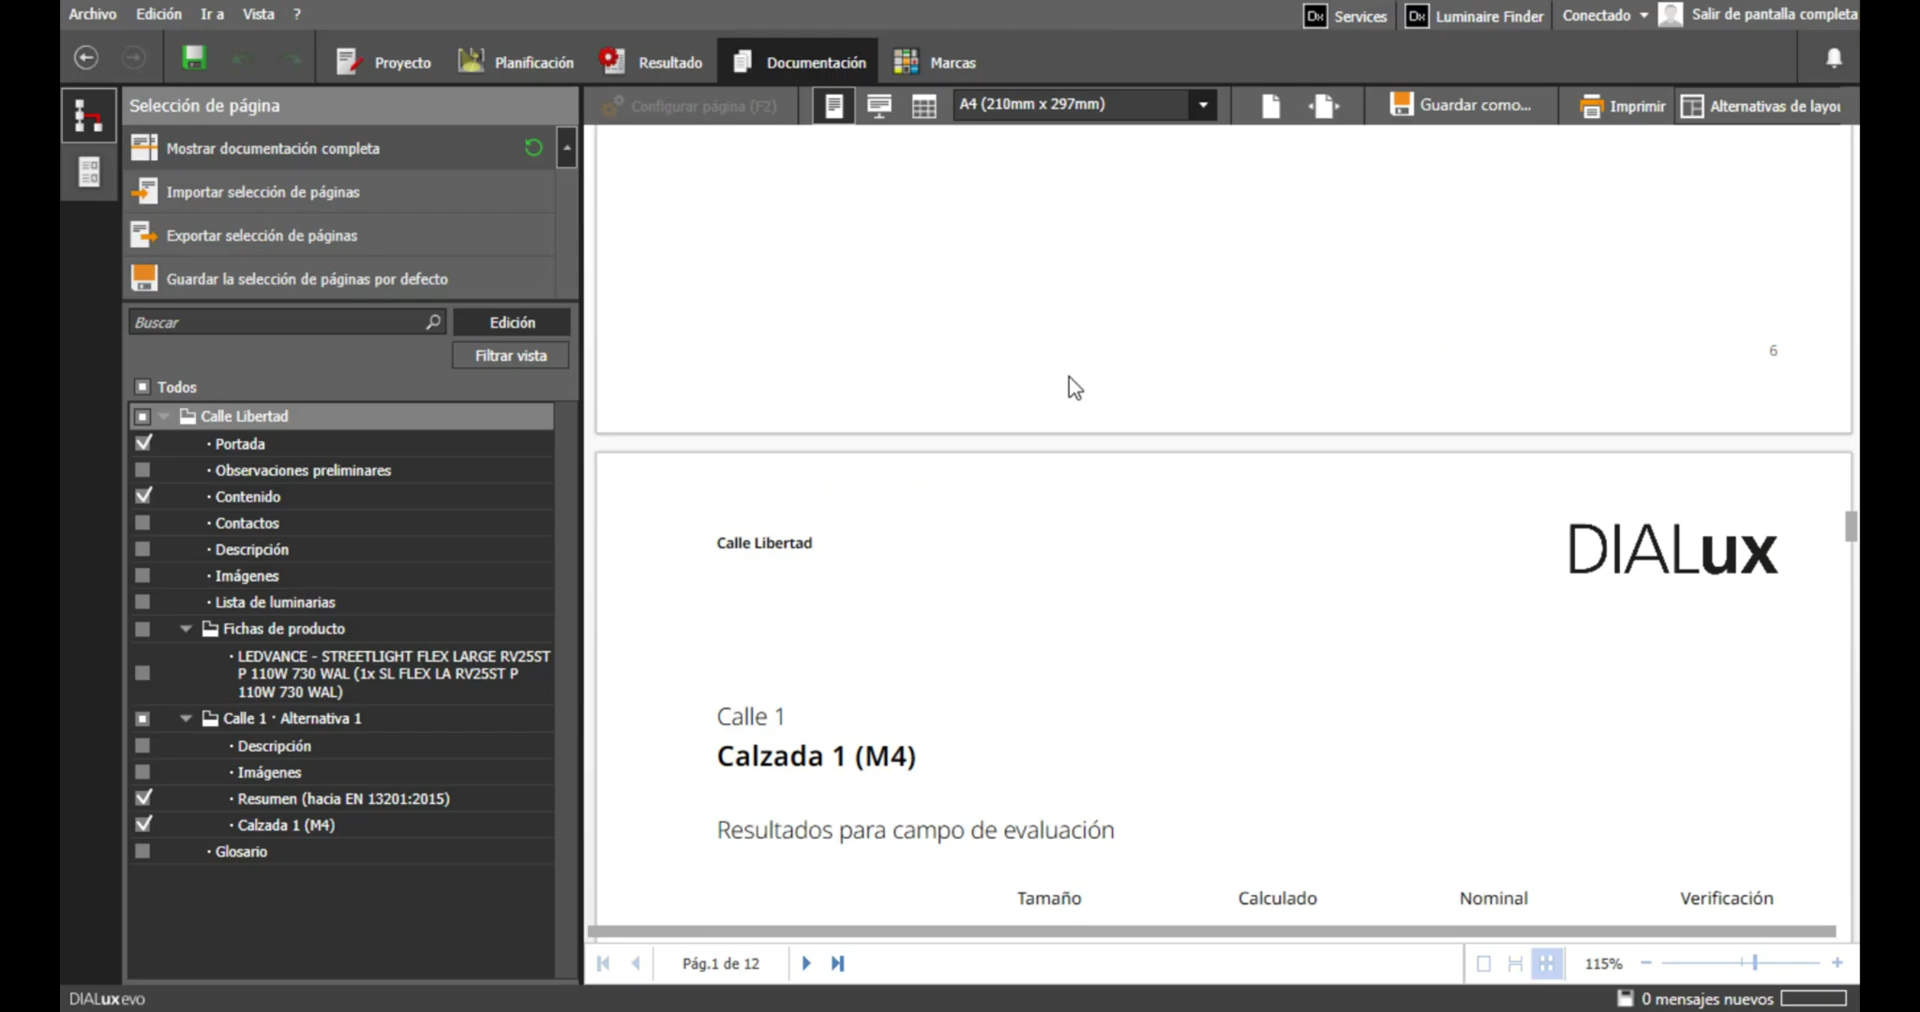 Archivo Edición Ir a Vista ?
Dx Services Dx Luminaire Finder Conectado Salir de pantalla completa
Proyecto Planificación Resultado Documentación Marcas
Selección de página
Configurar página (F2) A4 (210mm x 297mm) Guardar como... Imprimir Alternativas de layou
Mostrar documentación completa
Importar selección de páginas
Exportar selección de páginas
Guardar la selección de páginas por defecto
Buscar Edición
Filtrar vista
Todos
Calle Libertad
· Portada
· Observaciones preliminares
· Contenido
· Contactos
· Descripción
· Imágenes
· Lista de luminarias
Fichas de producto
· LEDVANCE - STREETLIGHT FLEX LARGE RV25ST
P 110W 730 WAL (1x SL FLEX LA RV25ST P
110W 730 WAL)
Calle 1 · Alternativa 1
· Descripción
· Imágenes
· Resumen (hacia EN 13201:2015)
· Calzada 1 (M4)
· Glosario
6
Calle Libertad
DIALux
Calle 1
Calzada 1 (M4)
Resultados para campo de evaluación
Tamaño Calculado Nominal Verificación
Pág.1 de 12
115%
DIALux evo
0 mensajes nuevos